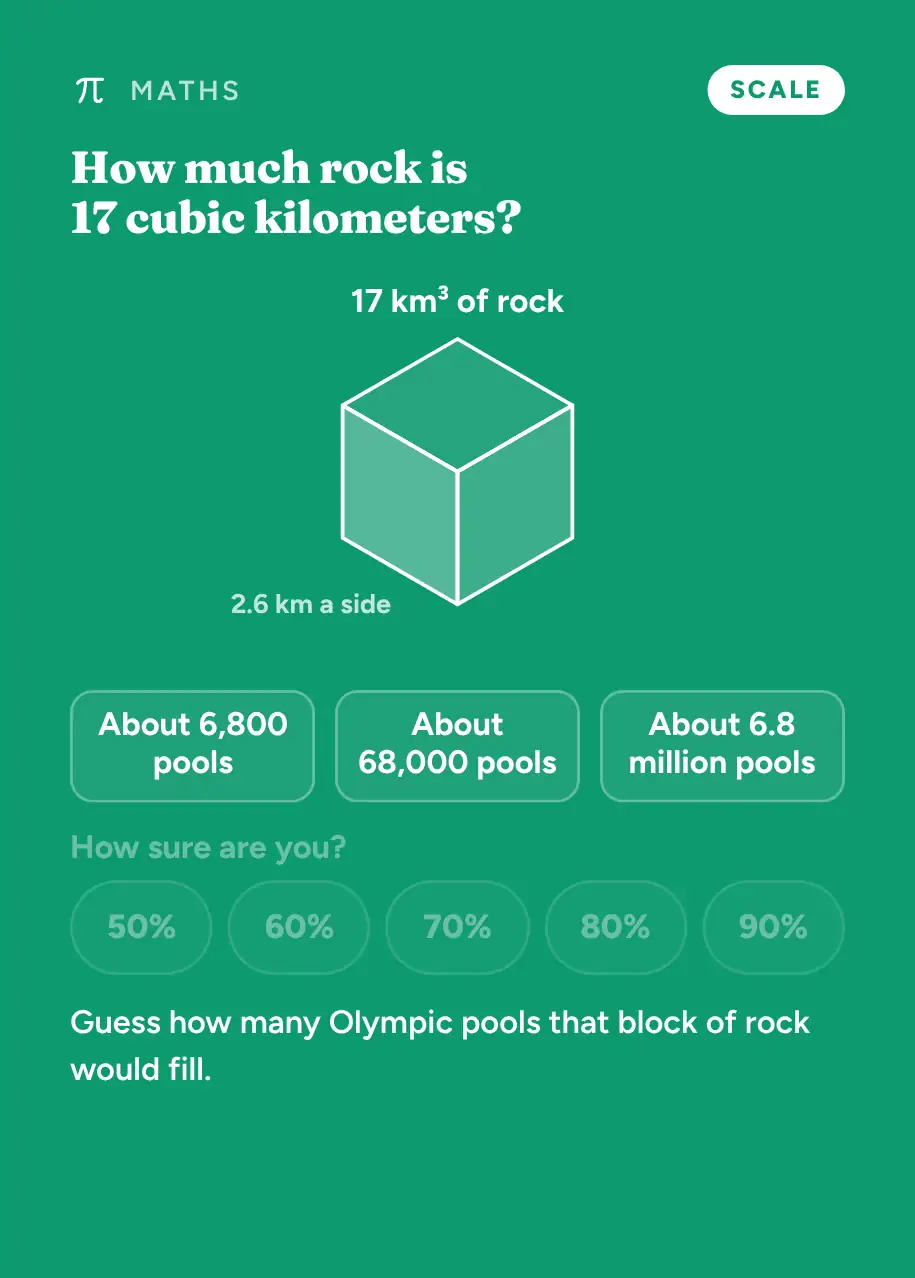 π MATHS
SCALE
How much rock is
17 cubic kilometers?
17 km³ of rock
2.6 km a side
About 6,800
pools
About
68,000 pools
About 6.8
million pools
How sure are you?
50%
60%
70%
80%
90%
Guess how many Olympic pools that block of rock
would fill.